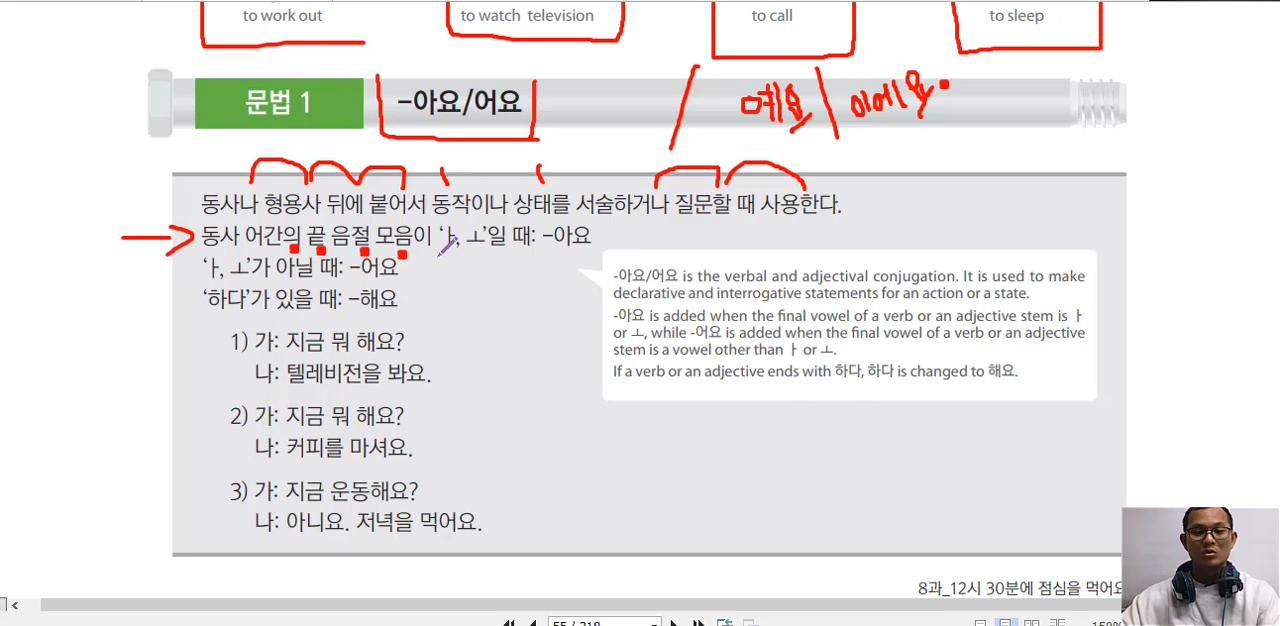 to work out
to watch television
to call
to sleep
문법 1
-아요/어요
예요
이에요
동사나 형용사 뒤에 붙어서 동작이나 상태를 서술하거나 질문할 때 사용한다.
동사 어간의 끝 음절 모음이 ‘ㅏ, ㅗ’일 때: -아요
‘ㅏ, ㅗ’가 아닐 때: -어요
‘하다’가 있을 때: -해요
1) 가: 지금 뭐 해요?
나: 텔레비전을 봐요.
2) 가: 지금 뭐 해요?
나: 커피를 마셔요.
3) 가: 지금 운동해요?
나: 아니요. 저녁을 먹어요.
-아요/어요 is the verbal and adjectival conjugation. It is used to make
declarative and interrogative statements for an action or a state.
-아요 is added when the final vowel of a verb or an adjective stem is ㅏ
or ㅗ, while -어요 is added when the final vowel of a verb or an adjective
stem is a vowel other than ㅏ or ㅗ.
If a verb or an adjective ends with 하다, 하다 is changed to 해요.
8과_12시 30분에 점심을 먹어요
55 / 218
150%